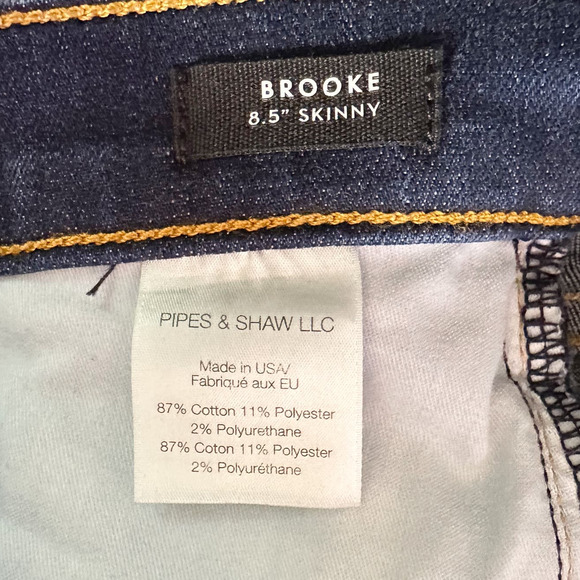 BROOKE
8.5" SKINNY
PIPES & SHAW LLC
Made in USA/
Fabriqué aux EU
87% Cotton 11% Polyester
2% Polyurethane
87% Coton 11% Polyester
2% Polyuréthane